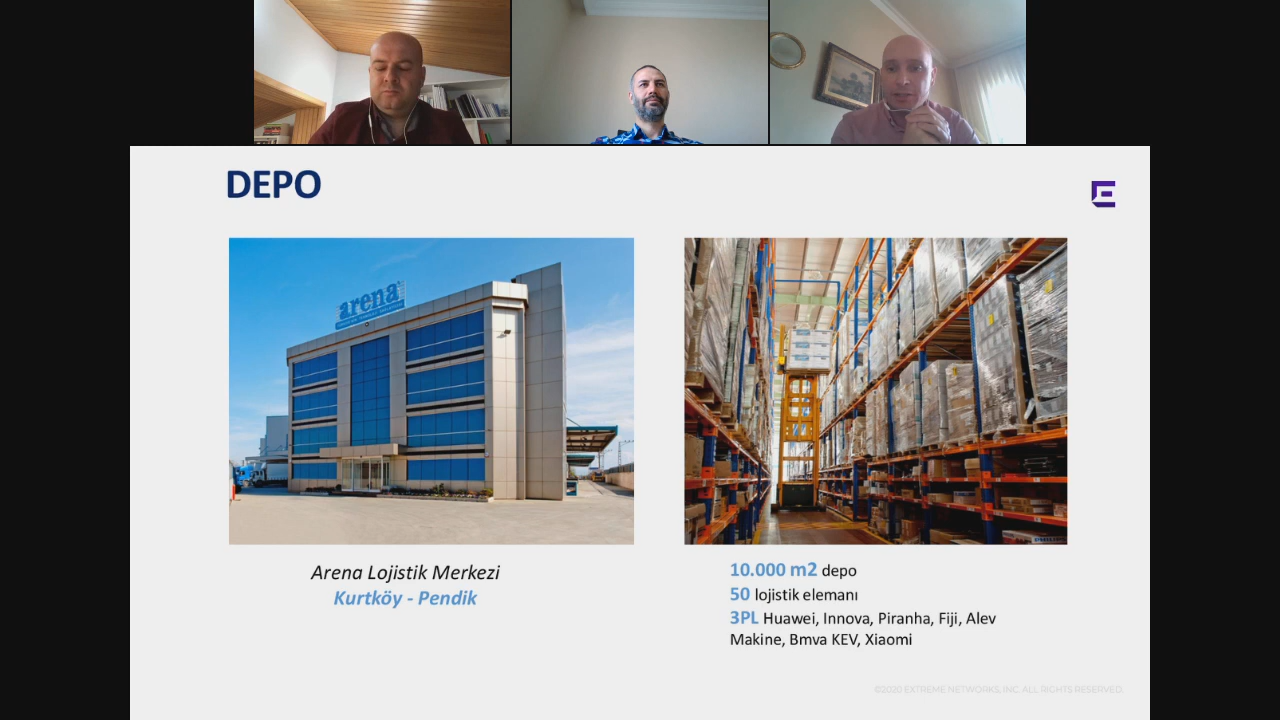 DEPO
arena
Arena Lojistik Merkezi
Kurtköy - Pendik
10.000 m2 depo
50 lojistik elemanı
3PL Huawei, Innova, Piranha, Fiji, Alev
Makine, Bmva KEV, Xiaomi
©2020 EXTREME NETWORKS, INC. ALL RIGHTS RESERVED.